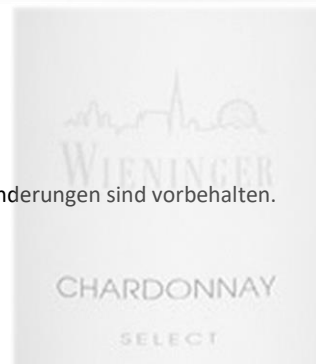 WIENINGER
nderungen sind vorbehalten.
CHARDONNAY
SELECT